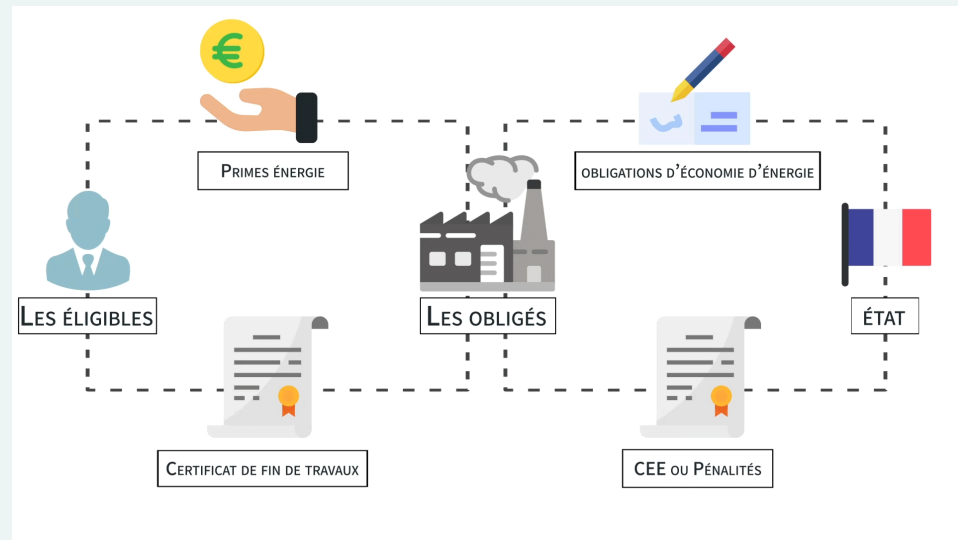 Primes énergie
obligations d'économie d'énergie
Les éligibles
Les obligés
état
Certificat de fin de travaux
CEE ou Pénalités